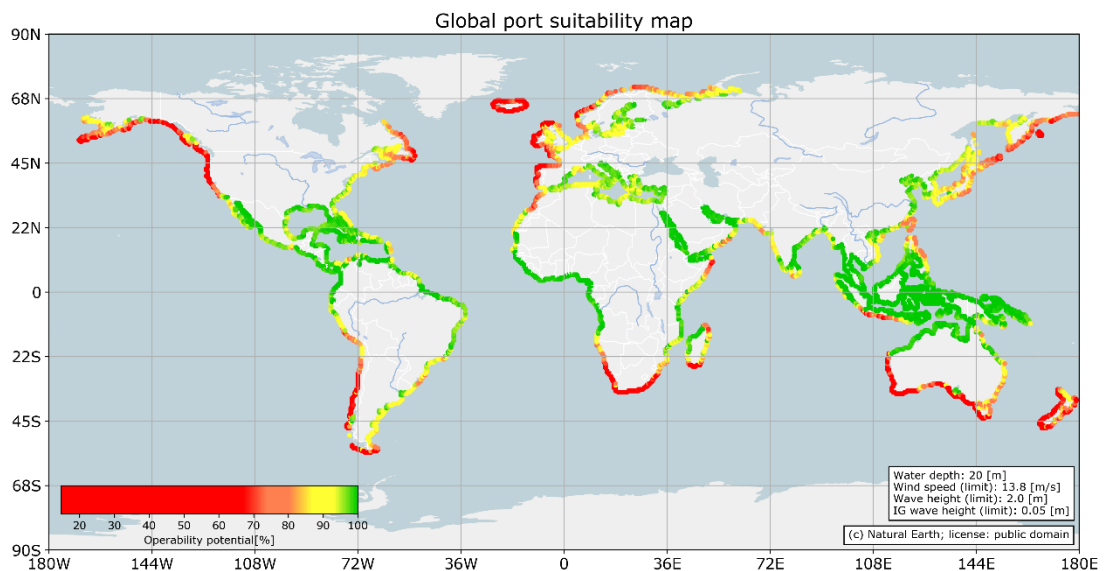 Global port suitability map
90N
68N
45N
22N
0
22S
45S
68S
90S
20 30 40 50 60 70 80 90 100
Operability potential[%]
Water depth: 20 [m]
Wind speed (limit): 13.8 [m/s]
Wave height (limit): 2.0 [m]
IG wave height (limit): 0.05 [m]
(c) Natural Earth; license: public domain
180W 144W 108W 72W 36W 0 36E 72E 108E 144E 180E